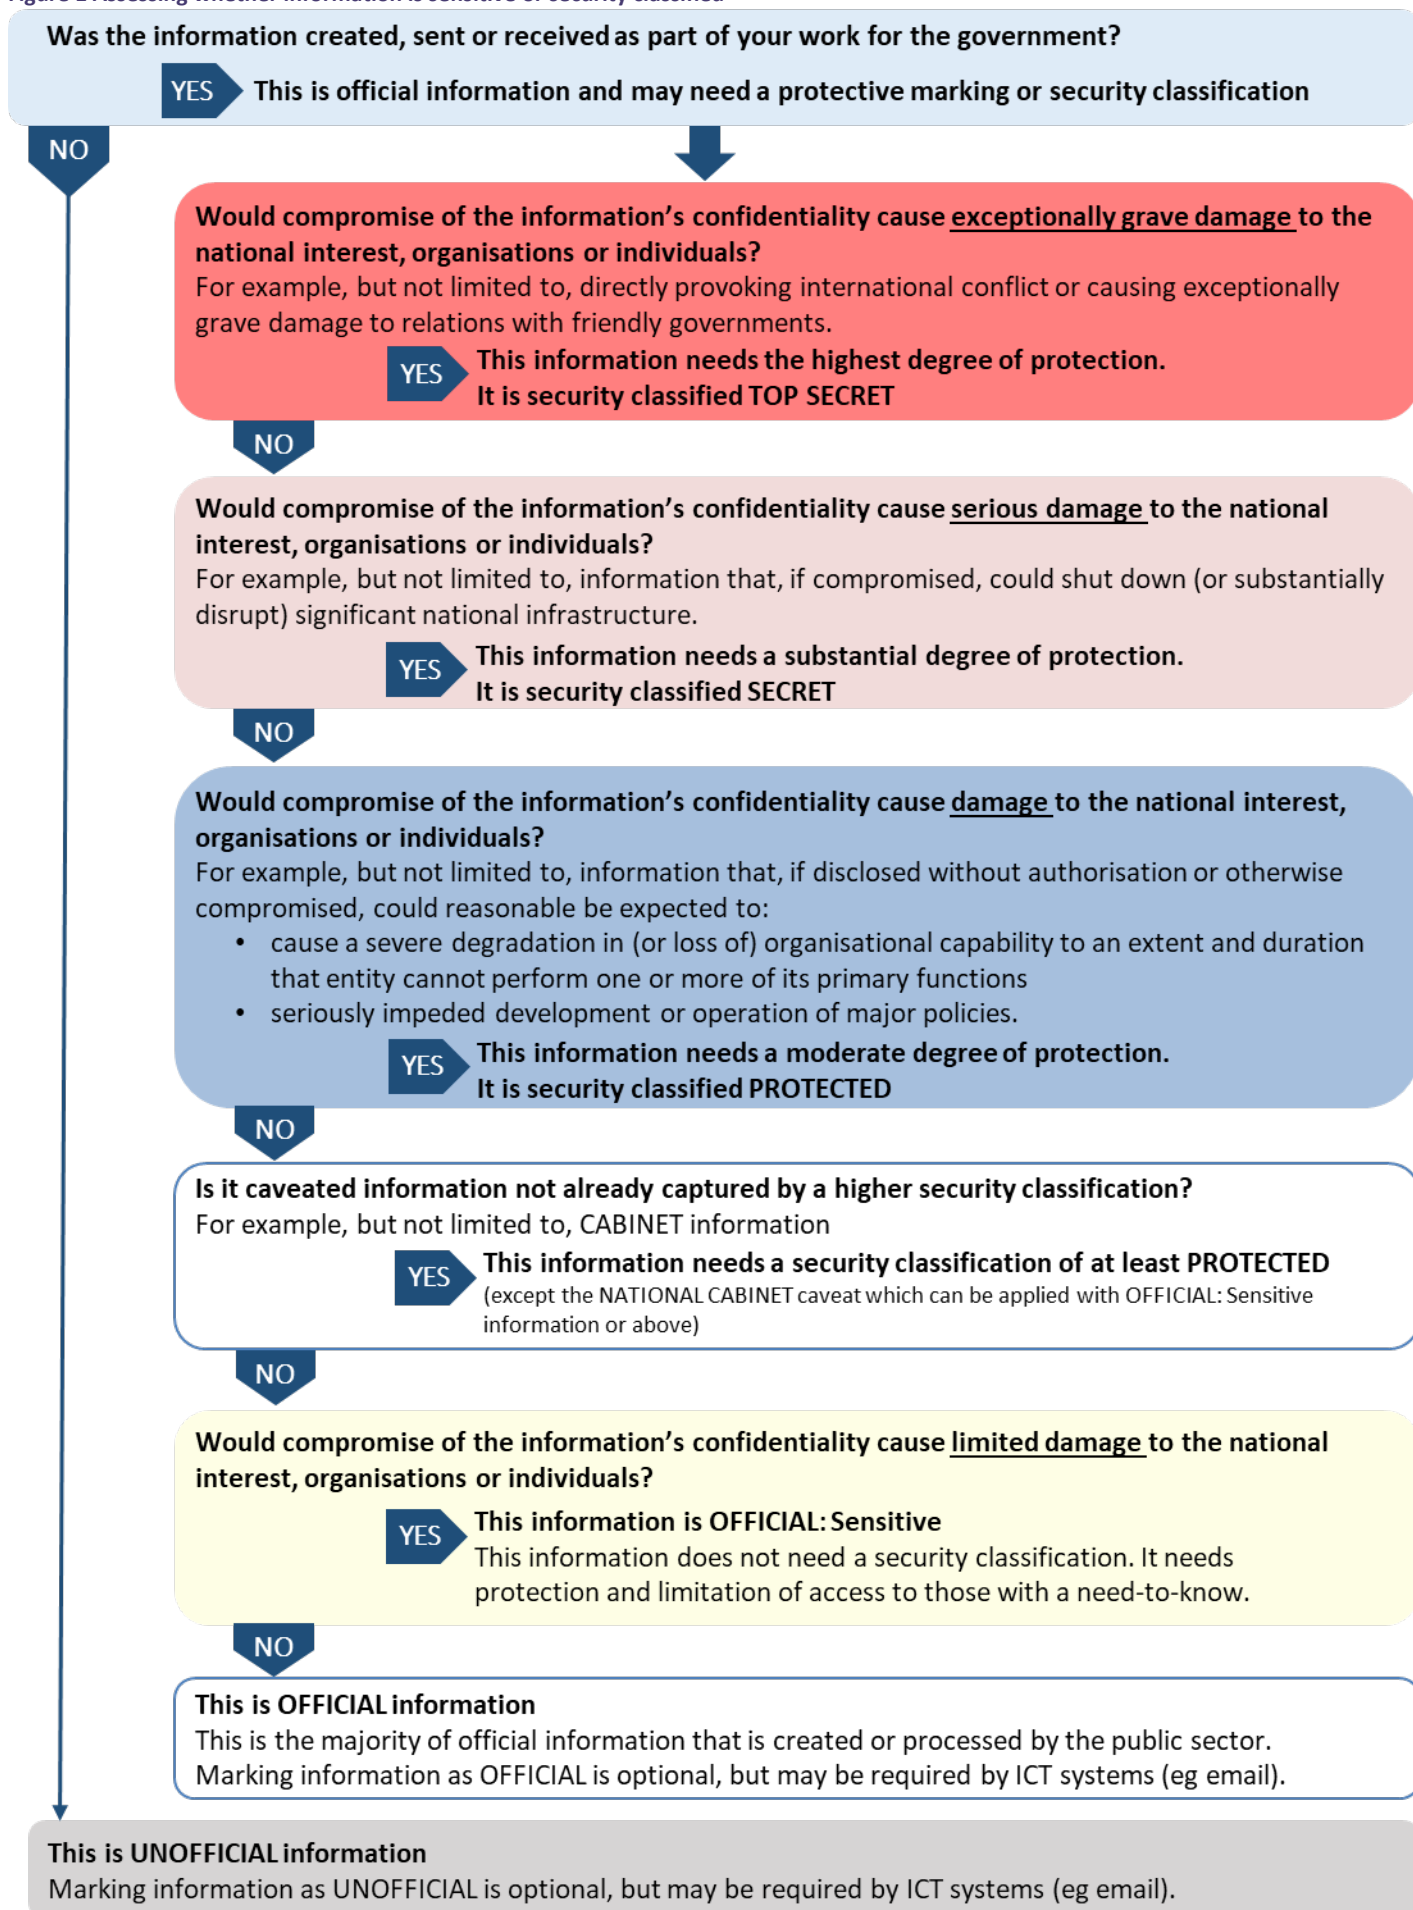 Figure 1 Assessing whether information is sensitive or security classified
Was the information created, sent or received as part of your work for the government?
YES
This is official information and may need a protective marking or security classification
NO
Would compromise of the information’s confidentiality cause exceptionally grave damage to the
national interest, organisations or individuals?
For example, but not limited to, directly provoking international conflict or causing exceptionally
grave damage to relations with friendly governments.
YES
This information needs the highest degree of protection.
It is security classified TOP SECRET
NO
Would compromise of the information’s confidentiality cause serious damage to the national
interest, organisations or individuals?
For example, but not limited to, information that, if compromised, could shut down (or substantially
disrupt) significant national infrastructure.
YES
This information needs a substantial degree of protection.
It is security classified SECRET
NO
Would compromise of the information’s confidentiality cause damage to the national interest,
organisations or individuals?
For example, but not limited to, information that, if disclosed without authorisation or otherwise
compromised, could reasonable be expected to:
• cause a severe degradation in (or loss of) organisational capability to an extent and duration
that entity cannot perform one or more of its primary functions
• seriously impeded development or operation of major policies.
YES
This information needs a moderate degree of protection.
It is security classified PROTECTED
NO
Is it caveated information not already captured by a higher security classification?
For example, but not limited to, CABINET information
YES
This information needs a security classification of at least PROTECTED
(except the NATIONAL CABINET caveat which can be applied with OFFICIAL: Sensitive
information or above)
NO
Would compromise of the information’s confidentiality cause limited damage to the national
interest, organisations or individuals?
YES
This information is OFFICIAL: Sensitive
This information does not need a security classification. It needs
protection and limitation of access to those with a need-to-know.
NO
This is OFFICIAL information
This is the majority of official information that is created or processed by the public sector.
Marking information as OFFICIAL is optional, but may be required by ICT systems (eg email).
This is UNOFFICIAL information
Marking information as UNOFFICIAL is optional, but may be required by ICT systems (eg email).